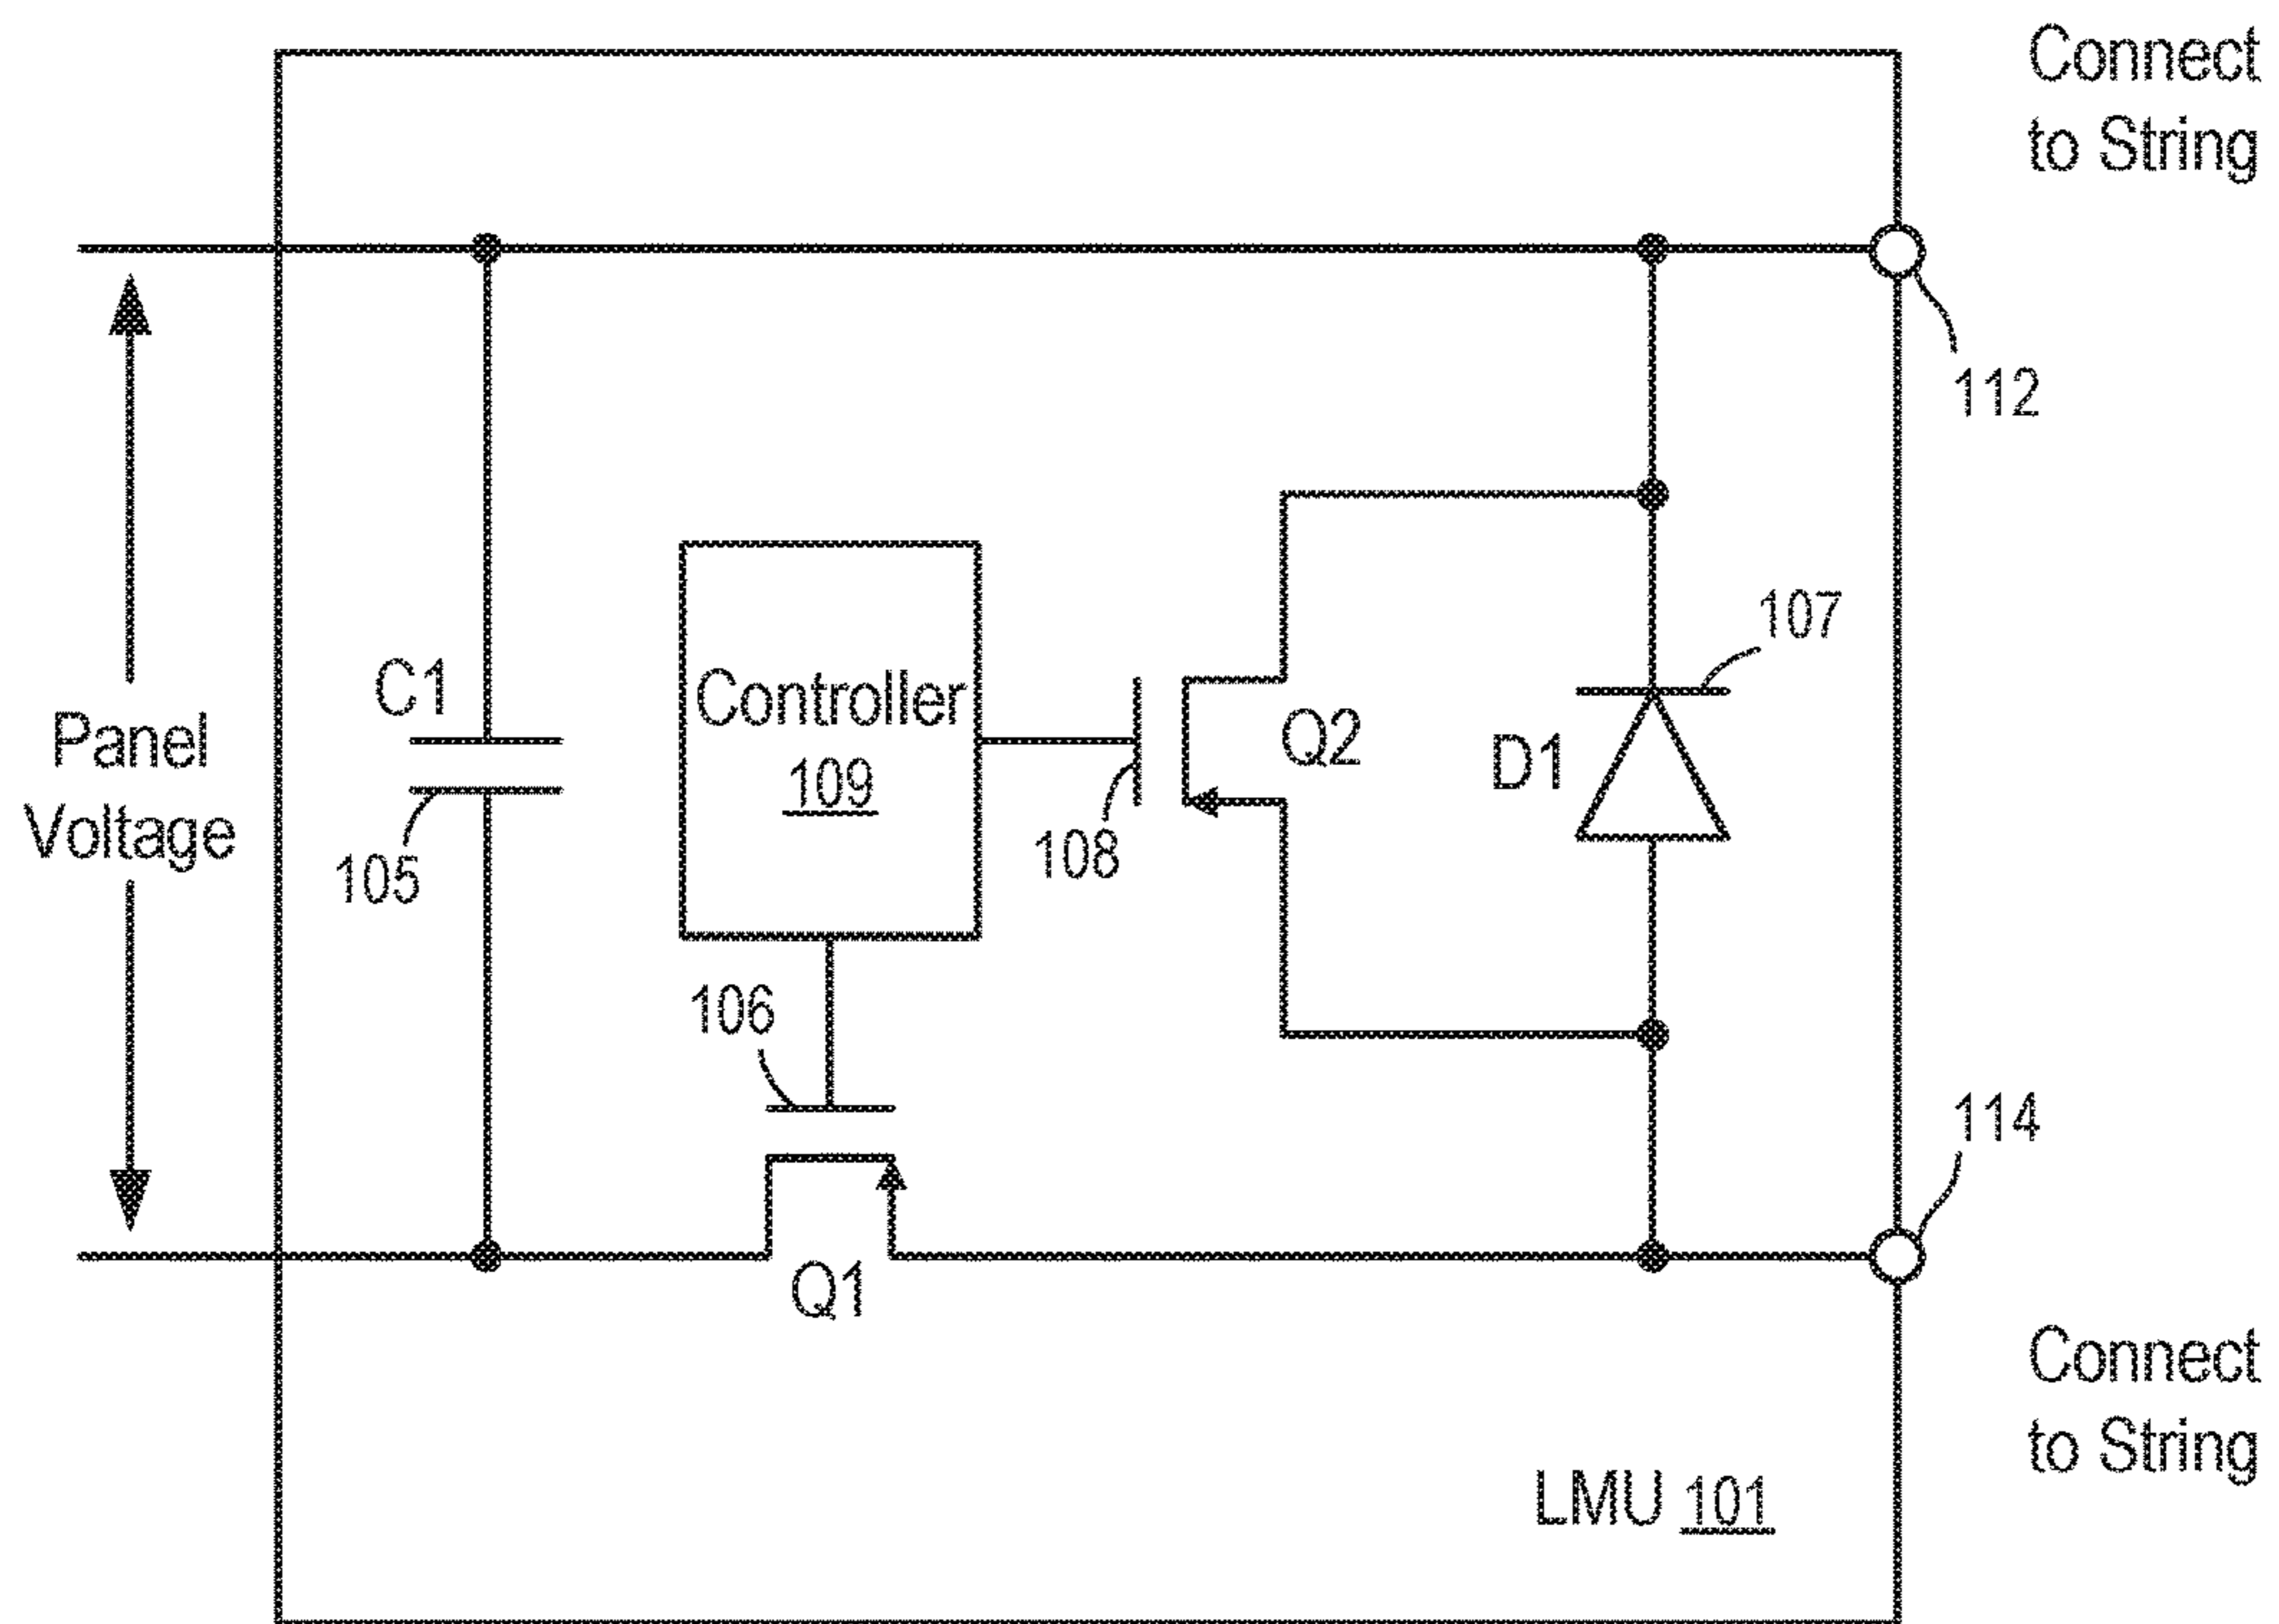 Connect
to String
112
107
C1
Controller
109
Q2
D1
Panel
Voltage
105
108
106
114
Q1
Connect
to String
LMU 101